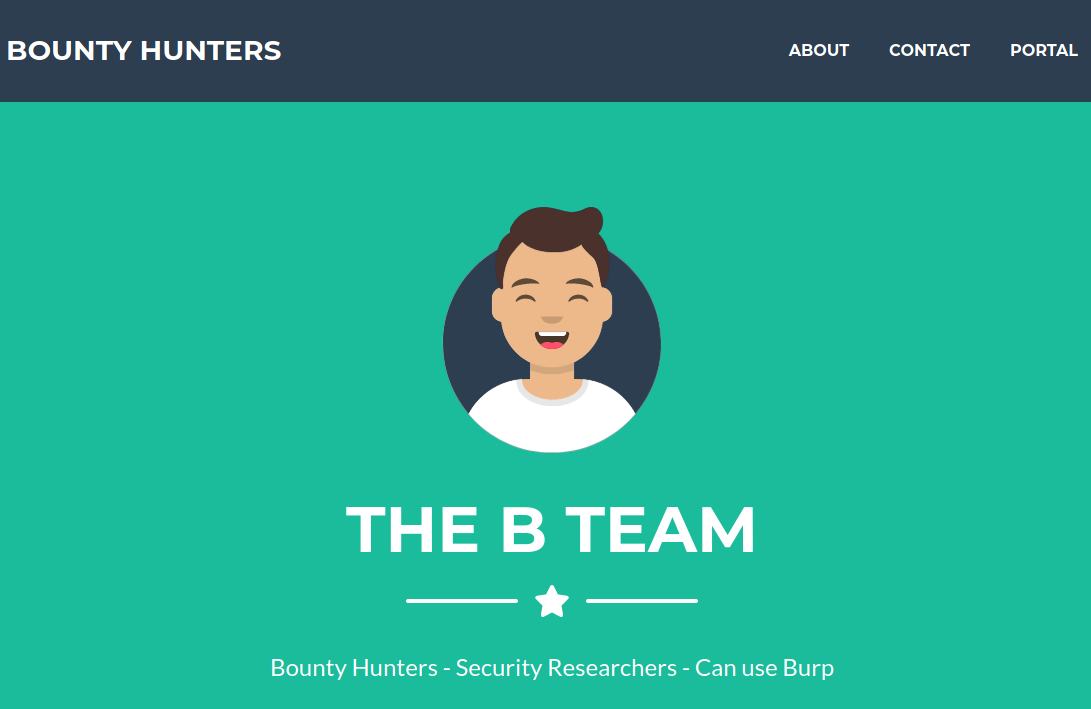 BOUNTY HUNTERS
ABOUT CONTACT PORTAL
THE B TEAM
Bounty Hunters - Security Researchers - Can use Burp